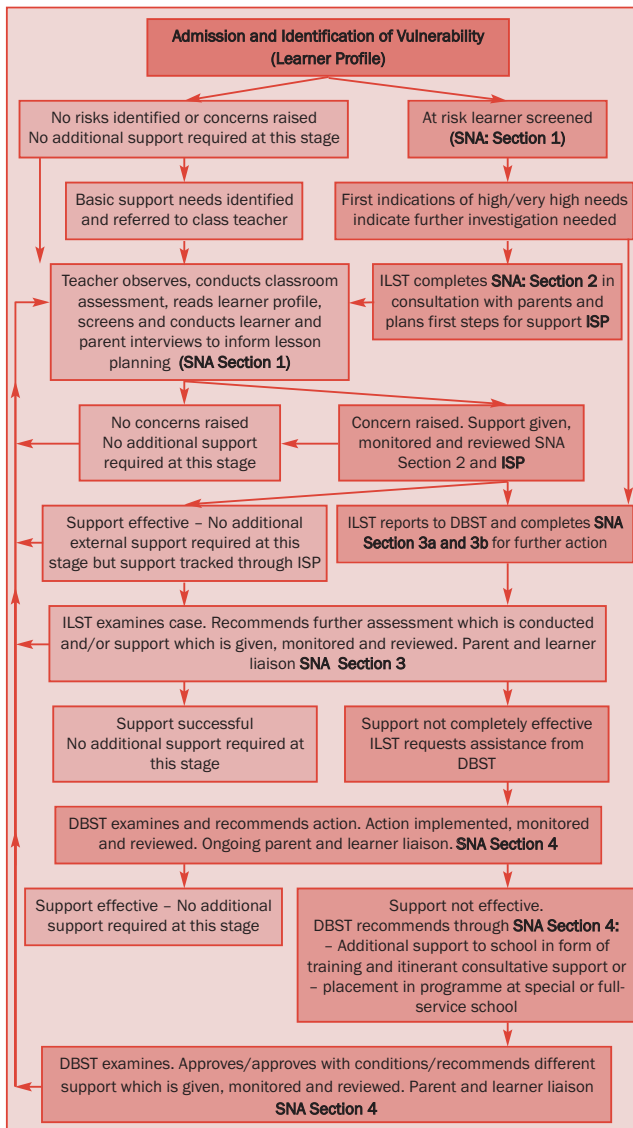 Admission and Identification of Vulnerability
(Learner Profile)
No risks identified or concerns raised
No additional support required at this stage
At risk learner screened
(SNA: Section 1)
Basic support needs identified
and referred to class teacher
First indications of high/very high needs
indicate further investigation needed
Teacher observes, conducts classroom
assessment, reads learner profile,
screens and conducts learner and
parent interviews to inform lesson
planning (SNA Section 1)
ILST completes SNA: Section 2 in
consultation with parents and
plans first steps for support ISP
No concerns raised
No additional support
required at this stage
Concern raised. Support given,
monitored and reviewed SNA
Section 2 and ISP
Support effective – No additional
external support required at this
stage but support tracked through ISP
ILST reports to DBST and completes SNA
Section 3a and 3b for further action
ILST examines case. Recommends further assessment which is conducted
and/or support which is given, monitored and reviewed. Parent and learner
liaison SNA Section 3
Support successful
No additional support required at
this stage
Support not completely effective
ILST requests assistance from
DBST
DBST examines and recommends action. Action implemented, monitored
and reviewed. Ongoing parent and learner liaison. SNA Section 4
Support effective – No additional
support required at this stage
Support not effective.
DBST recommends through SNA Section 4:
– Additional support to school in form of
training and itinerant consultative support or
– placement in programme at special or full-
service school
DBST examines. Approves/approves with conditions/recommends different
support which is given, monitored and reviewed. Parent and learner liaison
SNA Section 4